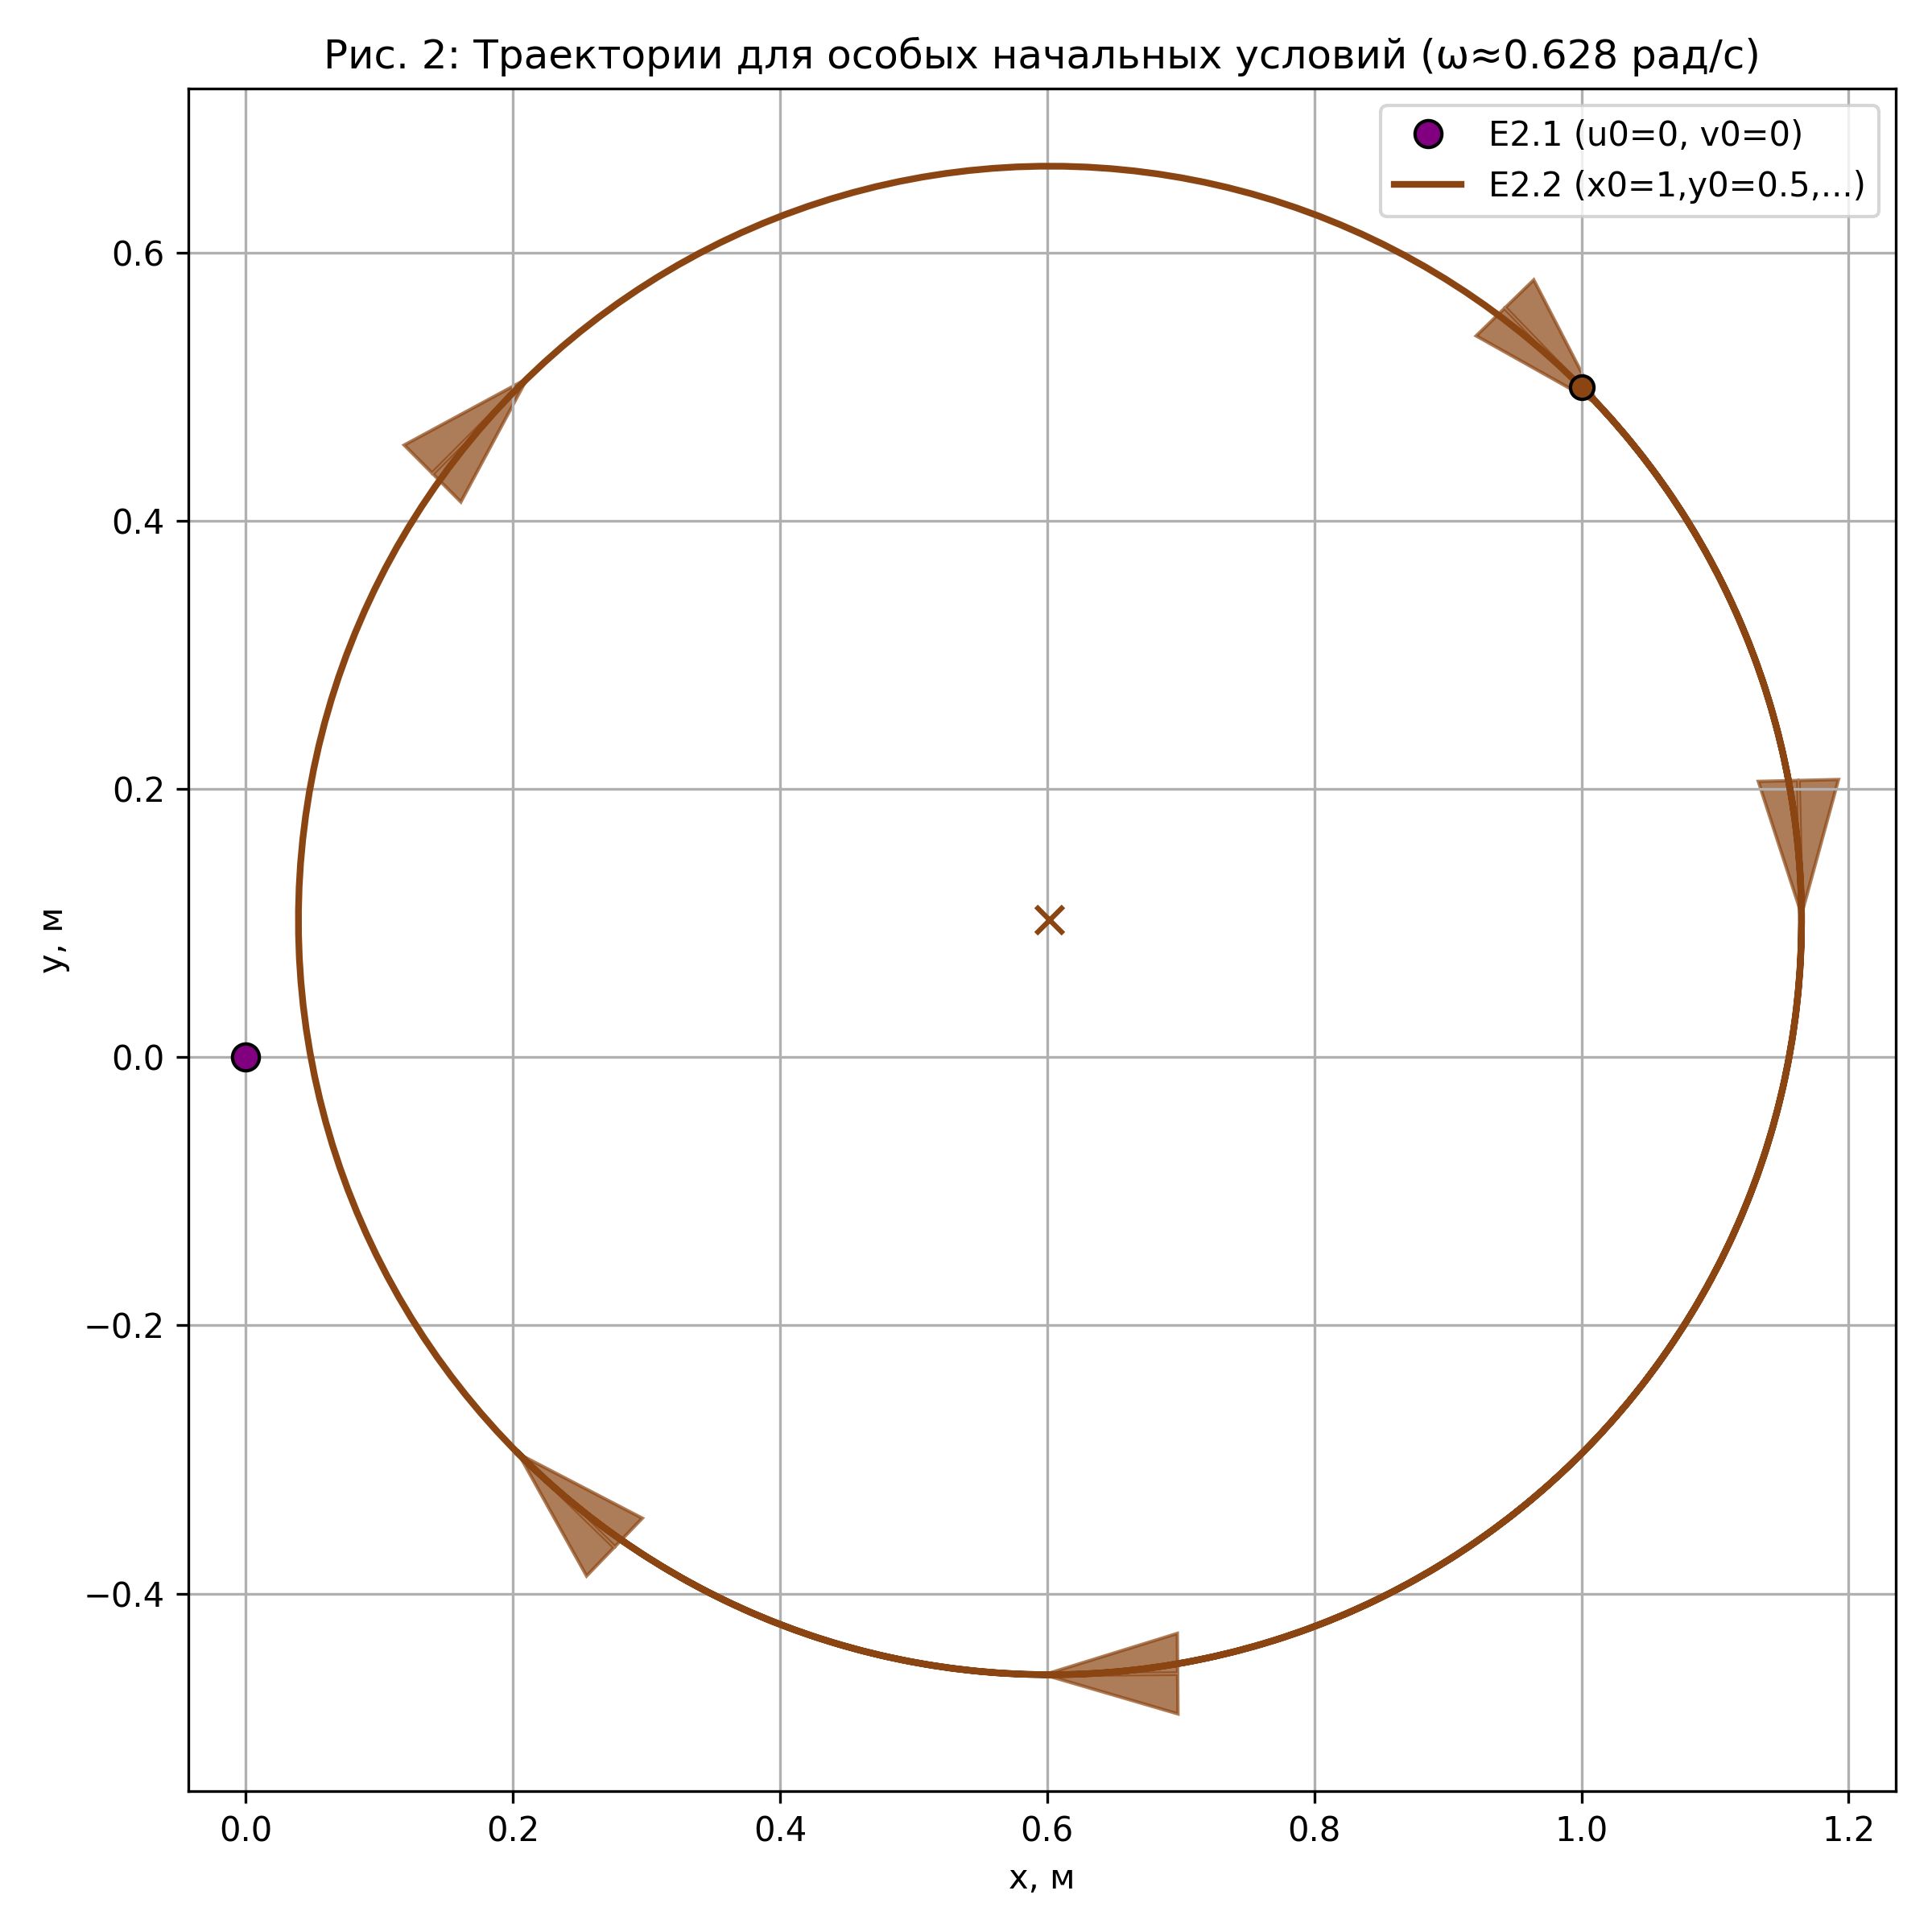 Рис. 2: Траектории для особых начальных условий (ω≈0.628 рад/с)
E2.1 (u0=0, v0=0)
E2.2 (x0=1,y0=0.5,...)
0.6
0.4
0.2
0.0
−0.2
−0.4
y, м
0.0 0.2 0.4 0.6 0.8 1.0 1.2
x, м